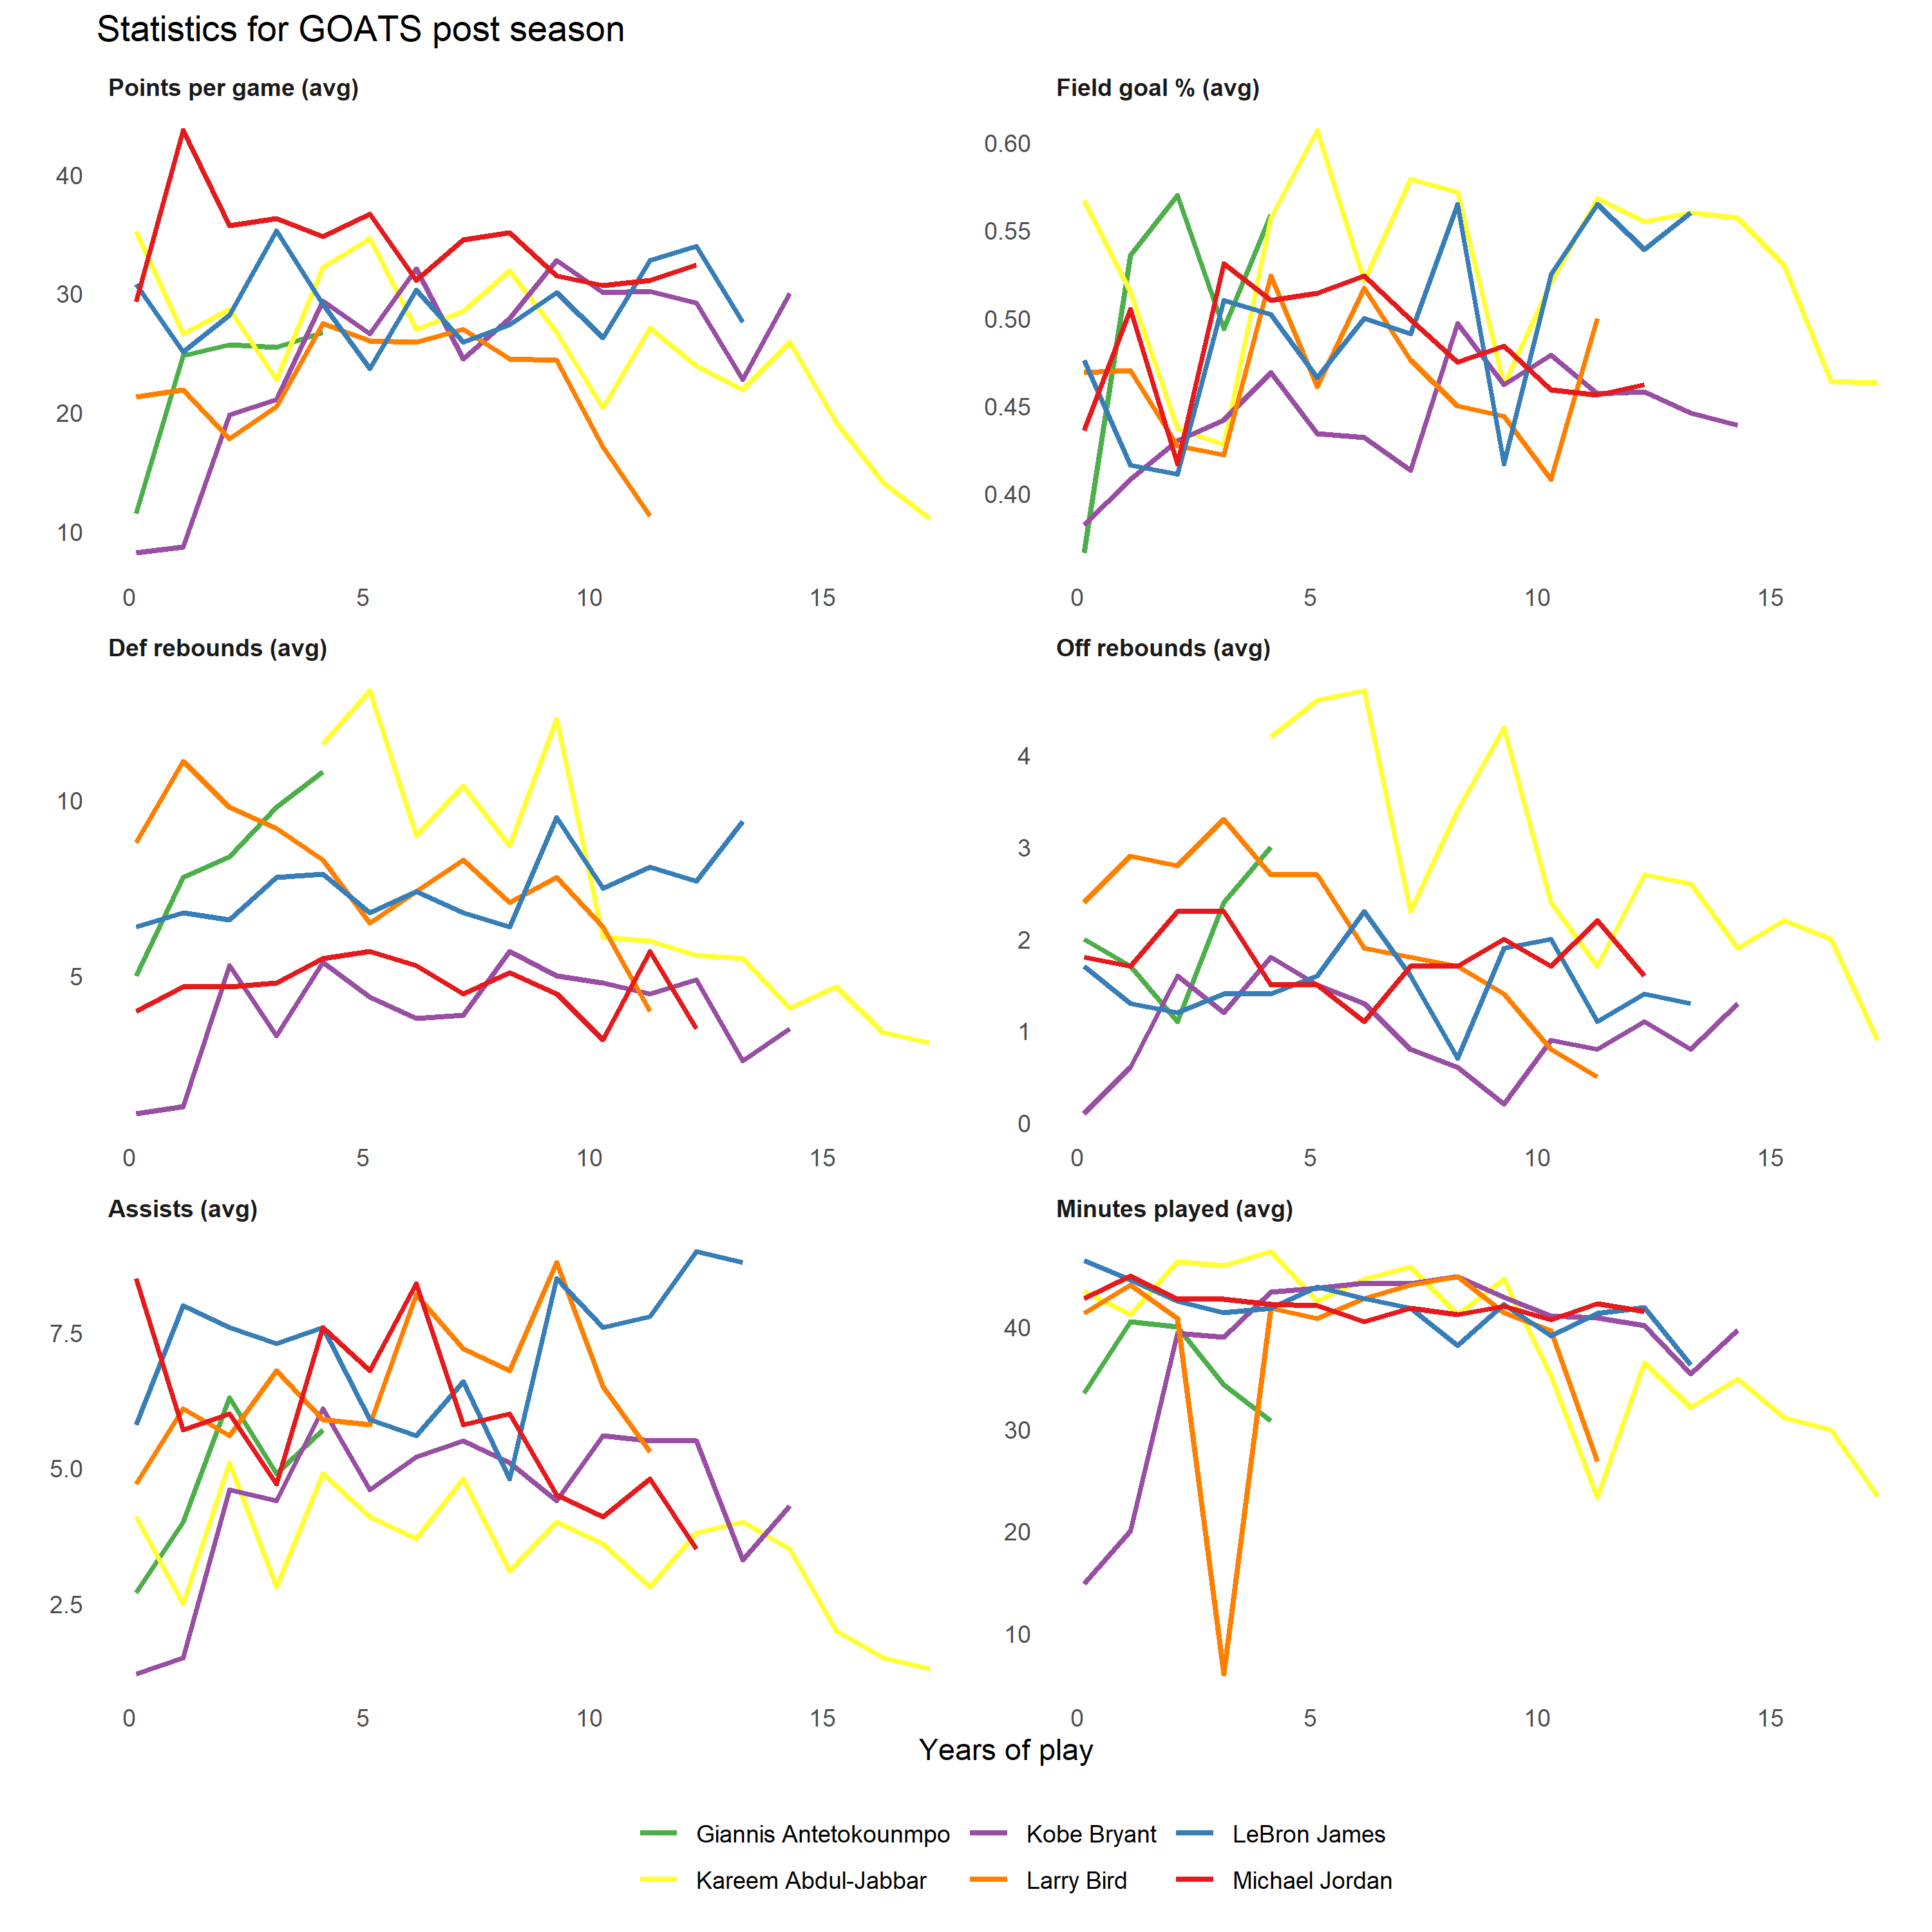 Statistics for GOATS post season
Points per game (avg)
40
30
20
10
0 5 10 15
Field goal % (avg)
0.60
0.55
0.50
0.45
0.40
0 5 10 15
Def rebounds (avg)
10
5
0 5 10 15
Off rebounds (avg)
4
3
2
1
0
0 5 10 15
Assists (avg)
7.5
5.0
2.5
0 5 10 15
Minutes played (avg)
40
30
20
10
0 5 10 15
Years of play
Giannis Antetokounmpo Kobe Bryant LeBron James
Kareem Abdul-Jabbar Larry Bird Michael Jordan